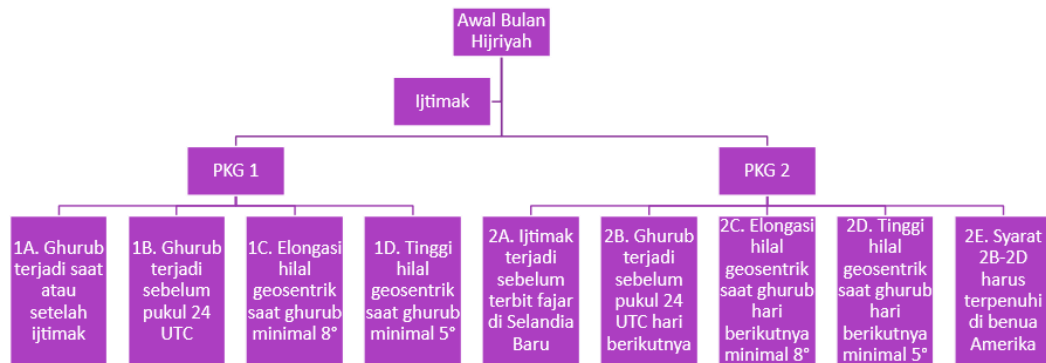 Awal Bulan
Hijriyah
Ijtimak
PKG 1
PKG 2
1A. Ghurub
terjadi saat
atau
setelah
ijtimak
1B. Ghurub
terjadi
sebelum
pukul 24
UTC
1C. Elongasi
hilal
geosentrik
saat ghurub
minimal 8°
1D. Tinggi
hilal
geosentrik
saat ghurub
minimal 5°
2A. Ijtimak
terjadi
sebelum
terbit fajar
di Selandia
Baru
2B. Ghurub
terjadi
sebelum
pukul 24
UTC hari
berikutnya
2C. Elongasi
hilal
geosentrik
saat ghurub
hari
berikutnya
minimal 8°
2D. Tinggi
hilal
geosentrik
saat ghurub
hari
berikutnya
minimal 5°
2E. Syarat
2B-2D
harus
terpenuhi
di benua
Amerika